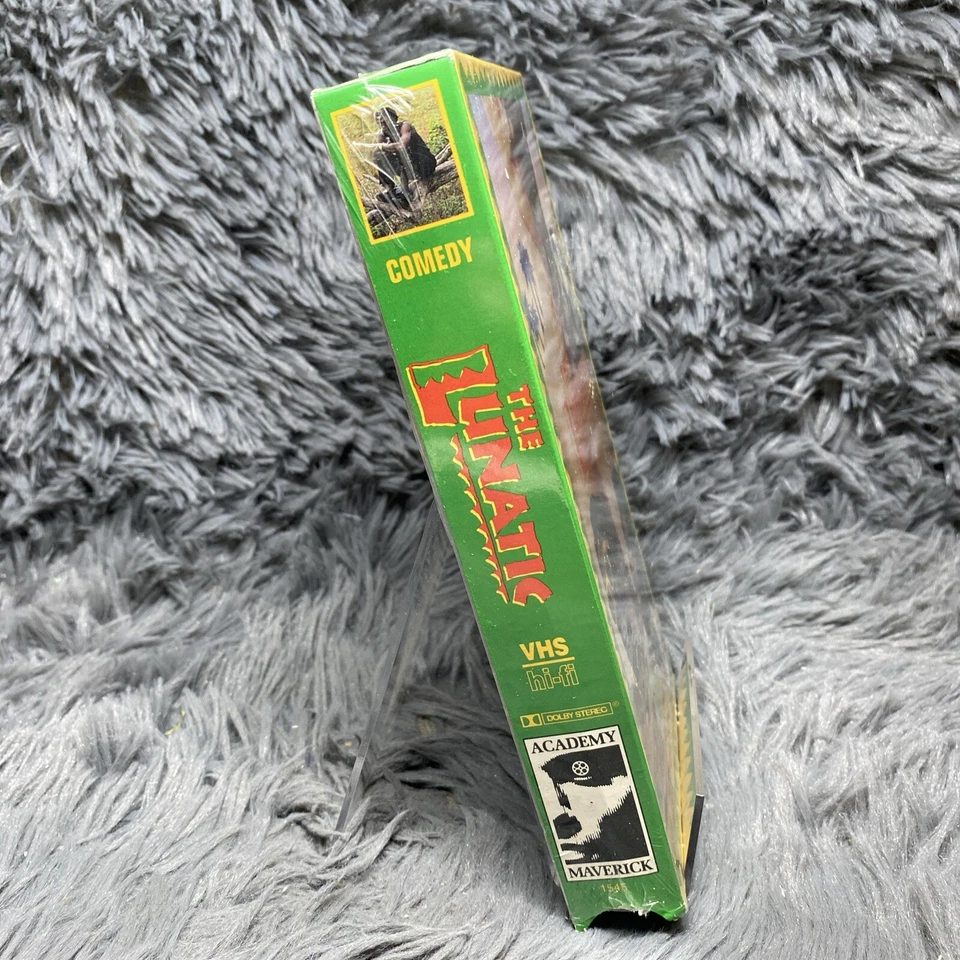 COMEDY
THE
LUNATIC
VHS
hi-fi
DOLBY STEREO
ACADEMY
MAVERICK